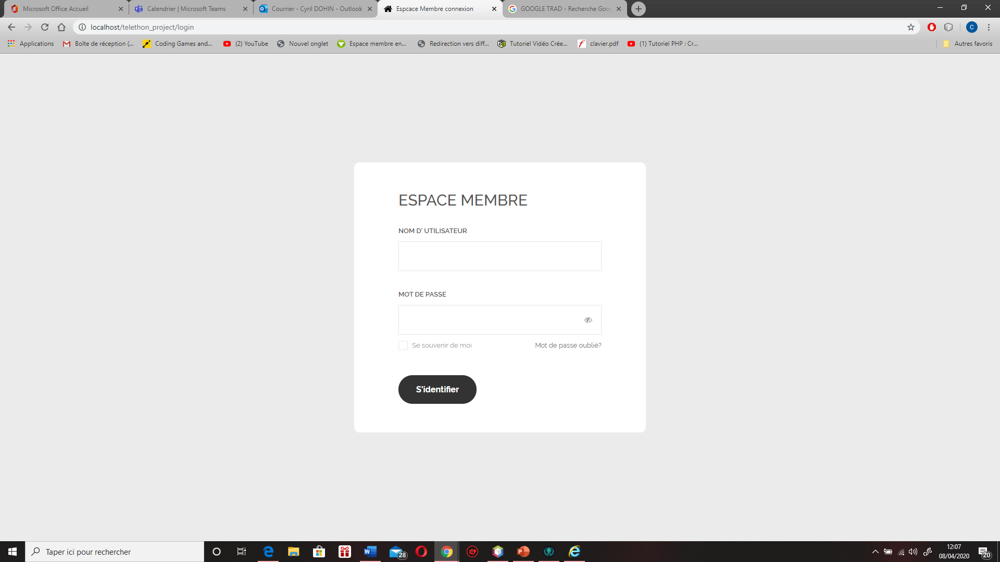 Microsoft Office Accueil
Calendrier | Microsoft Teams
Courrier - Cyril DOHIN - Outlook
Espcace Membre connexion
GOOGLE TRAD - Recherche Goo
localhost/telethon_project/login
C
Applications
Boîte de réception (...
Coding Games and...
(2) YouTube
Nouvel onglet
Espace membre en...
Redirection vers diff...
Tutoriel Vidéo Crée...
clavier.pdf
(1) Tutoriel PHP : Cr...
Autres favoris
ESPACE MEMBRE
NOM D' UTILISATEUR
MOT DE PASSE
Se souvenir de moi
Mot de passe oublié?
S'identifier
Taper ici pour rechercher
28
12:07
08/04/2020
20